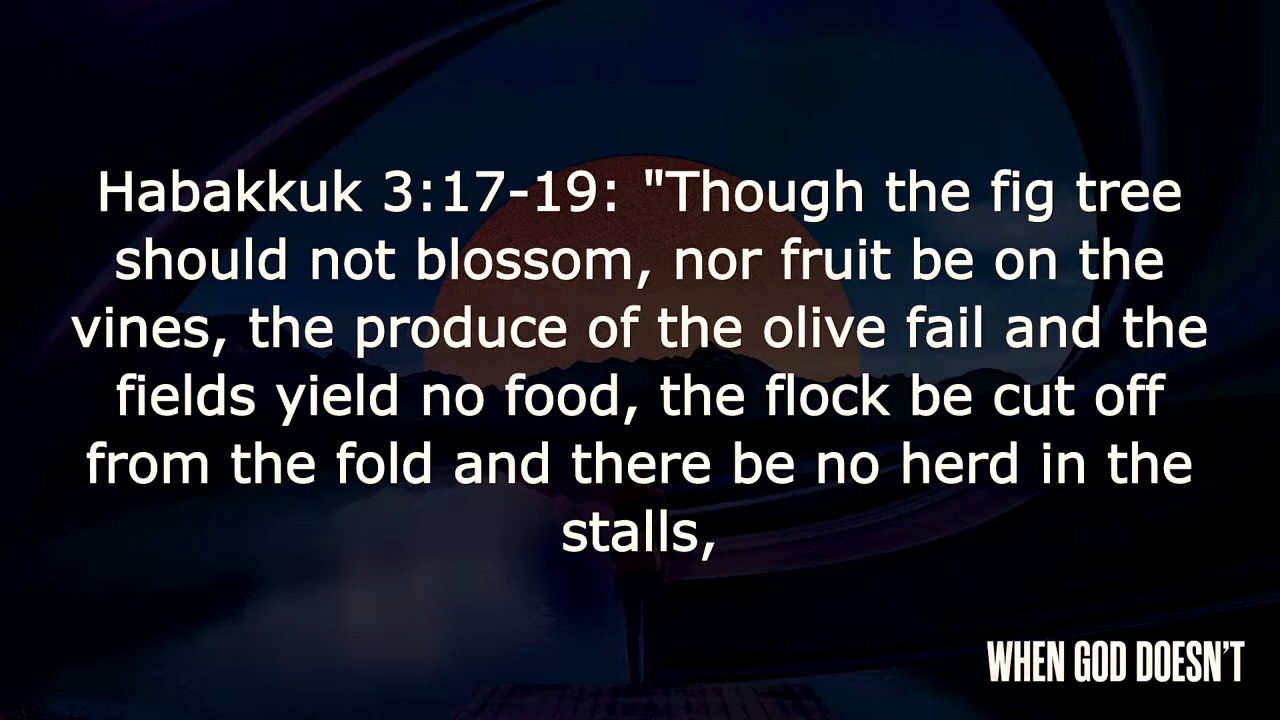 Habakkuk 3:17-19: "Though the fig tree
should not blossom, nor fruit be on the
vines, the produce of the olive fail and the
fields yield no food, the flock be cut off
from the fold and there be no herd in the
stalls,
WHEN GOD DOESN'T